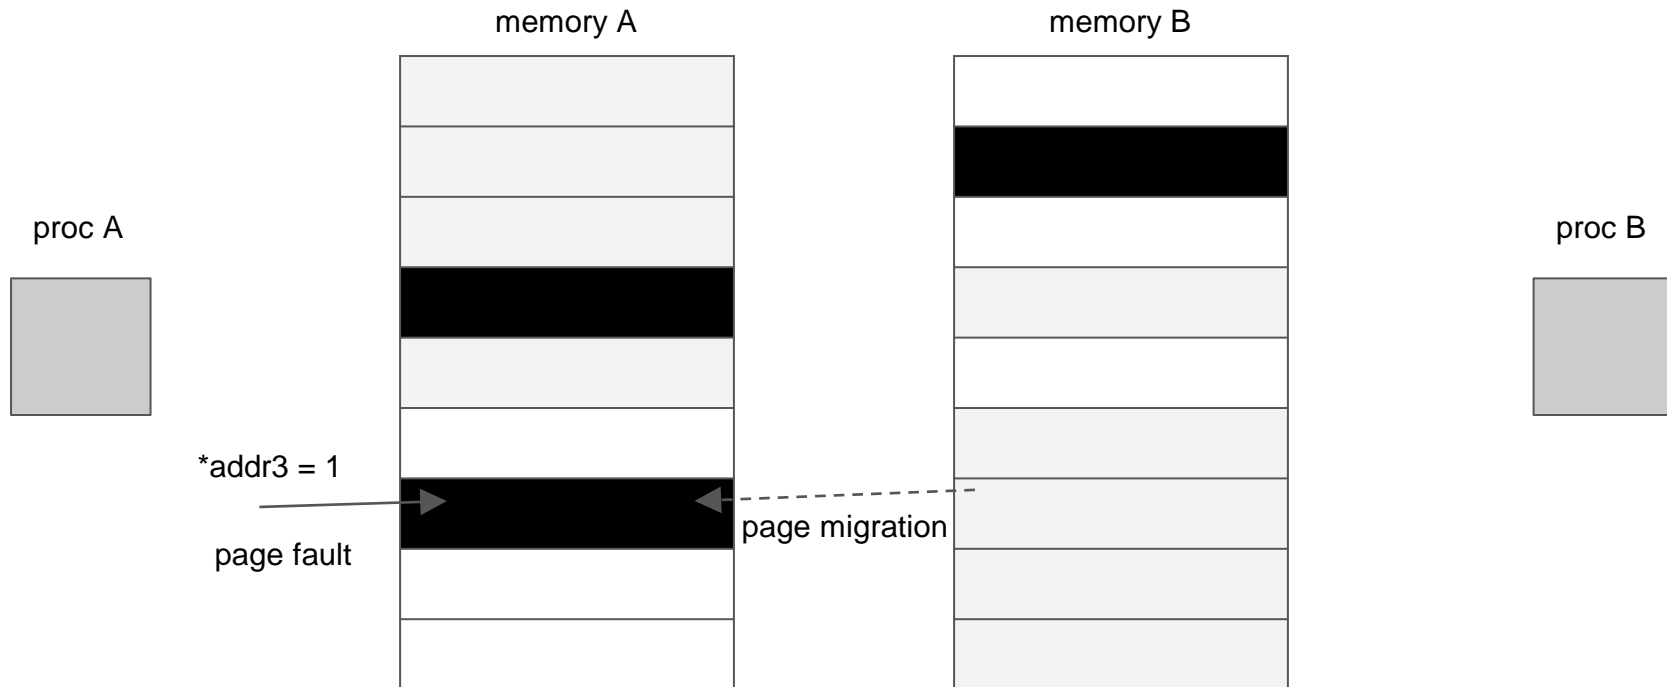 memory A
memory B
proc A
proc B
*addr3 = 1
page migration
page fault